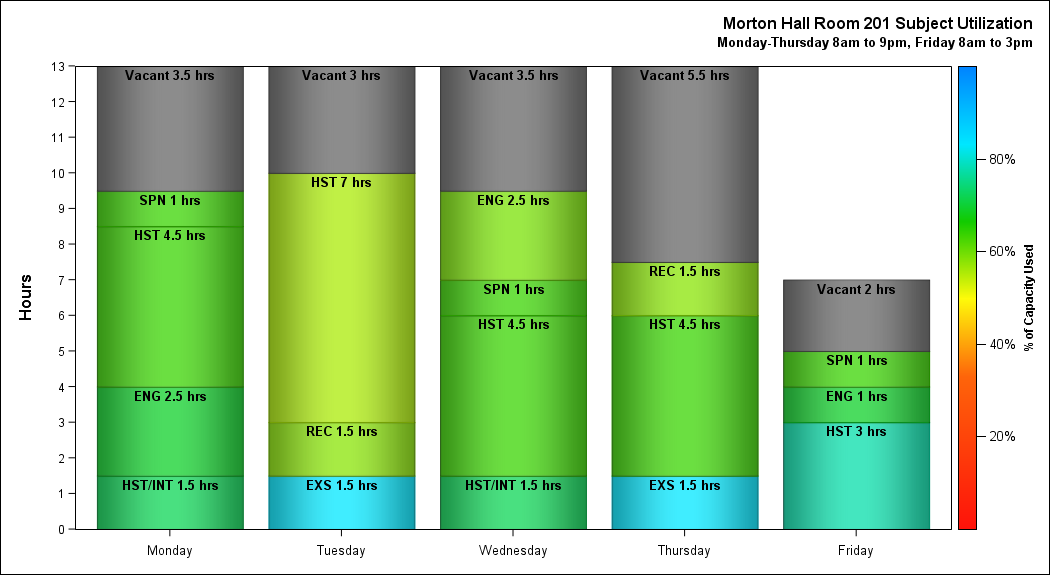 Morton Hall Room 201 Subject Utilization
Monday-Thursday 8am to 9pm, Friday 8am to 3pm
Hours
13
12
11
10
9
8
7
6
5
4
3
2
1
0
Vacant 3.5 hrs
SPN 1 hrs
HST 4.5 hrs
ENG 2.5 hrs
HST/INT 1.5 hrs
Vacant 3 hrs
HST 7 hrs
REC 1.5 hrs
EXS 1.5 hrs
Vacant 3.5 hrs
ENG 2.5 hrs
SPN 1 hrs
HST 4.5 hrs
HST/INT 1.5 hrs
Vacant 5.5 hrs
REC 1.5 hrs
HST 4.5 hrs
EXS 1.5 hrs
Vacant 2 hrs
SPN 1 hrs
ENG 1 hrs
HST 3 hrs
Monday
Tuesday
Wednesday
Thursday
Friday
80%
60%
40%
20%
% of Capacity Used